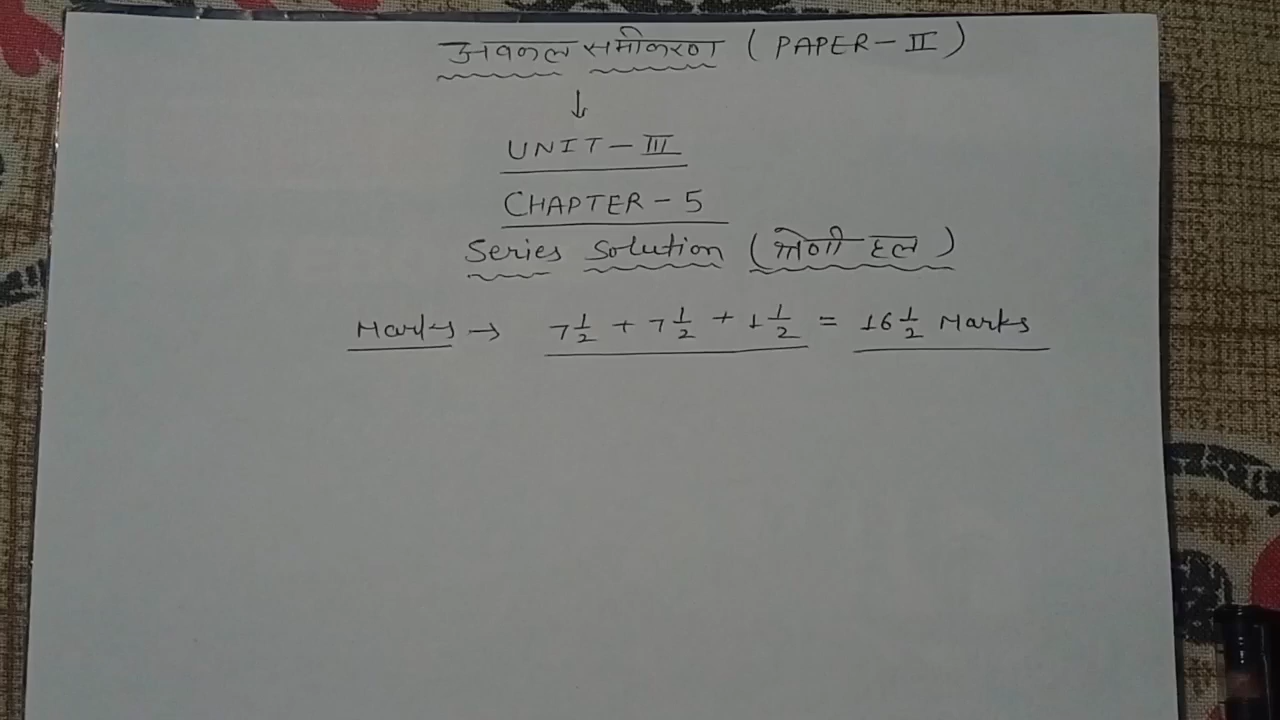 अवकल समीकरण (PAPER-II)
↓
UNIT-III
CHAPTER-5
Series Solution (श्रेणी हल)
Marks → 7 1/2 + 7 1/2 + 1 1/2 = 16 1/2 Marks